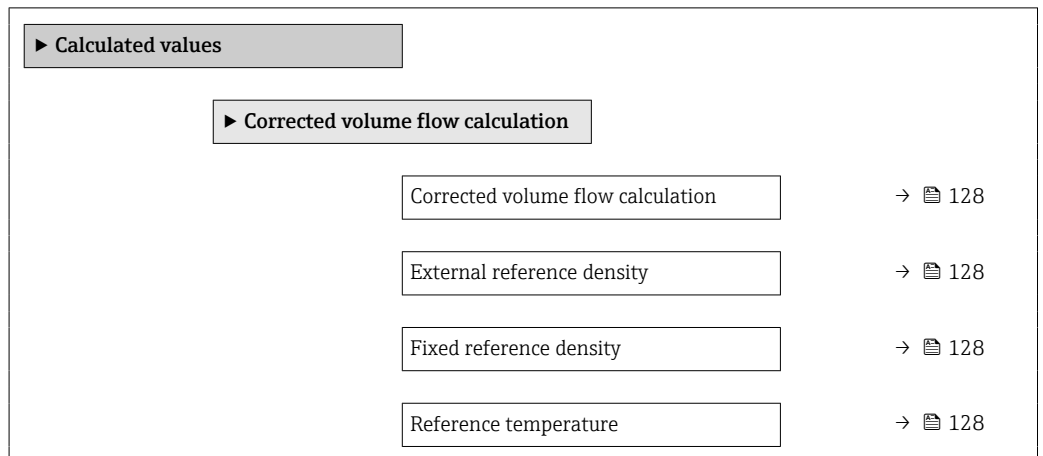 ► Calculated values
► Corrected volume flow calculation
Corrected volume flow calculation → 128
External reference density → 128
Fixed reference density → 128
Reference temperature → 128